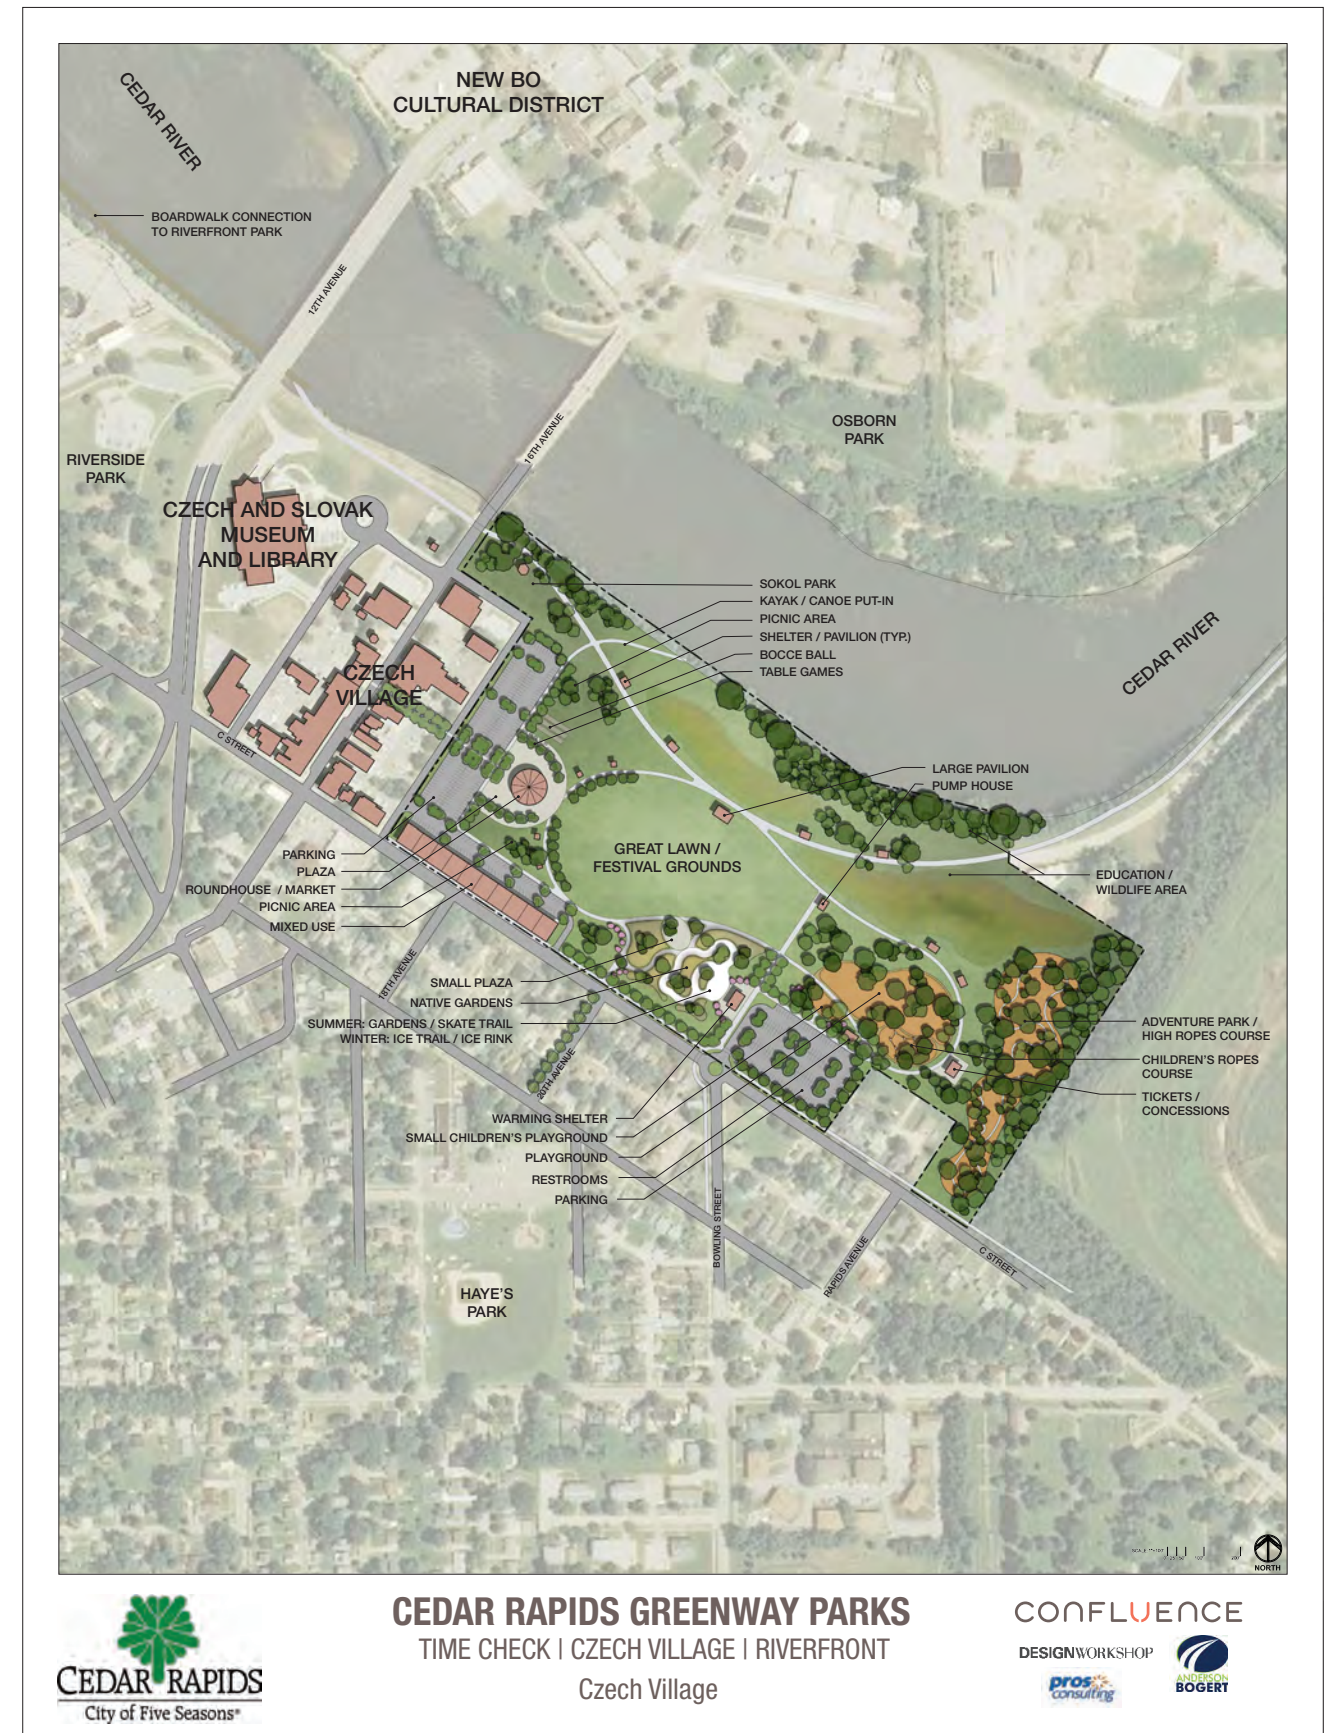 NEW BO
CULTURAL DISTRICT
CEDAR RIVER
BOARDWALK CONNECTION
TO RIVERFRONT PARK
12TH AVENUE
16TH AVENUE
OSBORN
PARK
RIVERSIDE
PARK
CZECH AND SLOVAK
MUSEUM
AND LIBRARY
SOKOL PARK
KAYAK / CANOE PUT-IN
PICNIC AREA
SHELTER / PAVILION (TYP.)
BOCCE BALL
TABLE GAMES
CEDAR RIVER
CZECH
VILLAGE
C STREET
LARGE PAVILION
PUMP HOUSE
GREAT LAWN /
FESTIVAL GROUNDS
PARKING
PLAZA
ROUNDHOUSE / MARKET
PICNIC AREA
MIXED USE
EDUCATION /
WILDLIFE AREA
18TH AVENUE
SMALL PLAZA
NATIVE GARDENS
SUMMER: GARDENS / SKATE TRAIL
WINTER: ICE TRAIL / ICE RINK
20TH AVENUE
ADVENTURE PARK /
HIGH ROPES COURSE
CHILDREN'S ROPES
COURSE
TICKETS /
CONCESSIONS
WARMING SHELTER
SMALL CHILDREN'S PLAYGROUND
PLAYGROUND
RESTROOMS
PARKING
BOWLING STREET
RAPIDS AVENUE
C STREET
HAYE'S
PARK
NORTH
CEDAR RAPIDS
City of Five Seasons®
CEDAR RAPIDS GREENWAY PARKS
TIME CHECK | CZECH VILLAGE | RIVERFRONT
Czech Village
CONFLUENCE
DESIGNWORKSHOP
pros
consulting
ANDERSON
BOGERT